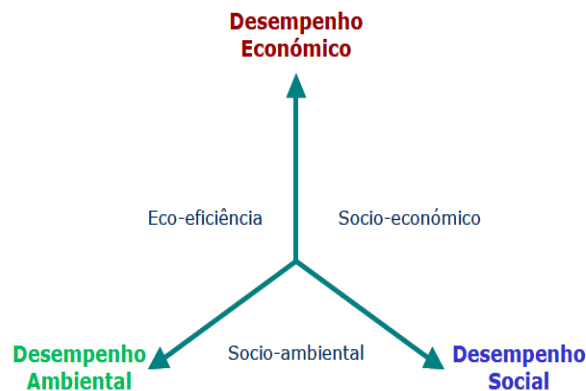 Desempenho
Económico
Eco-eficiência
Socio-económico
Socio-ambiental
Desempenho
Ambiental
Desempenho
Social